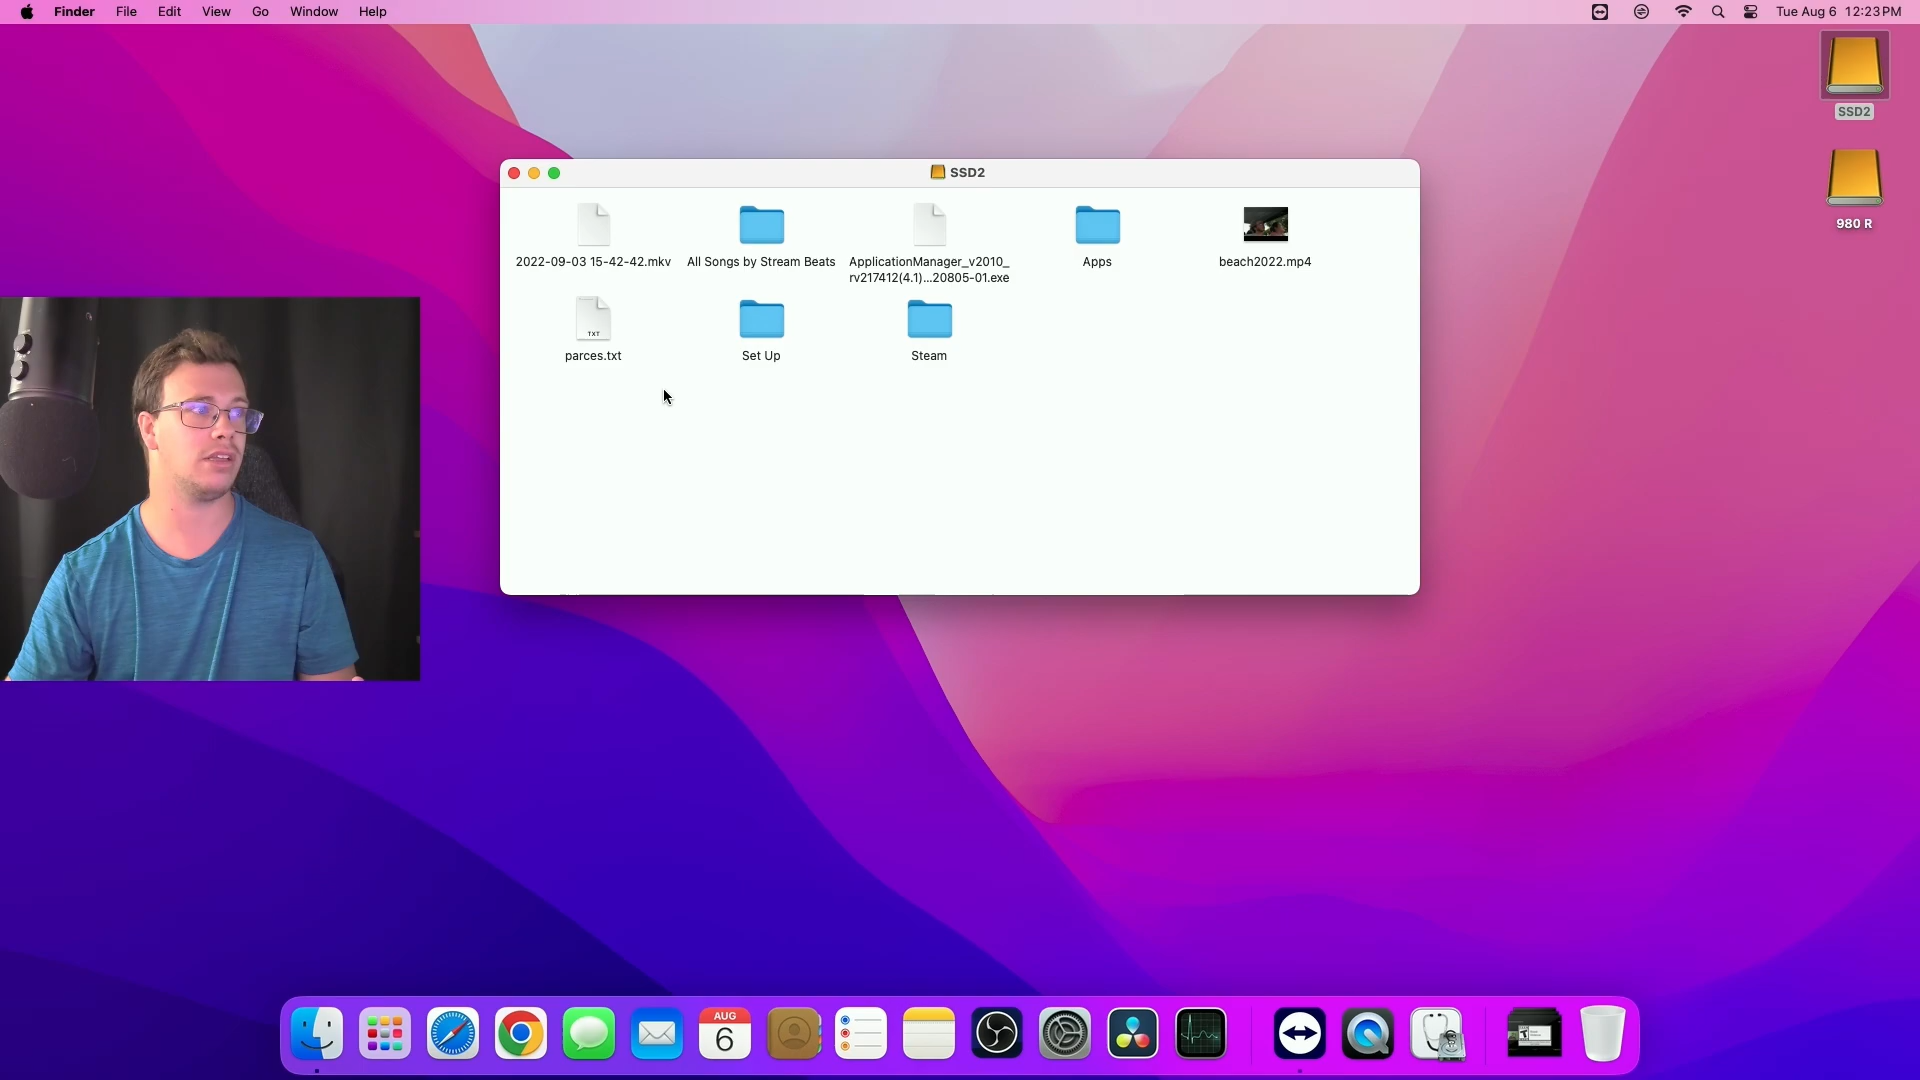 Finder File Edit View Go Window Help Tue Aug 6 12:23 PM
SSD2
980 R
SSD2
2022-09-03 15-42-42.mkv
All Songs by Stream Beats
ApplicationManager_v2010_
rv217412(4.1)...20805-01.exe
Apps
beach2022.mp4
TXT
parces.txt
Set Up
Steam
AUG
6